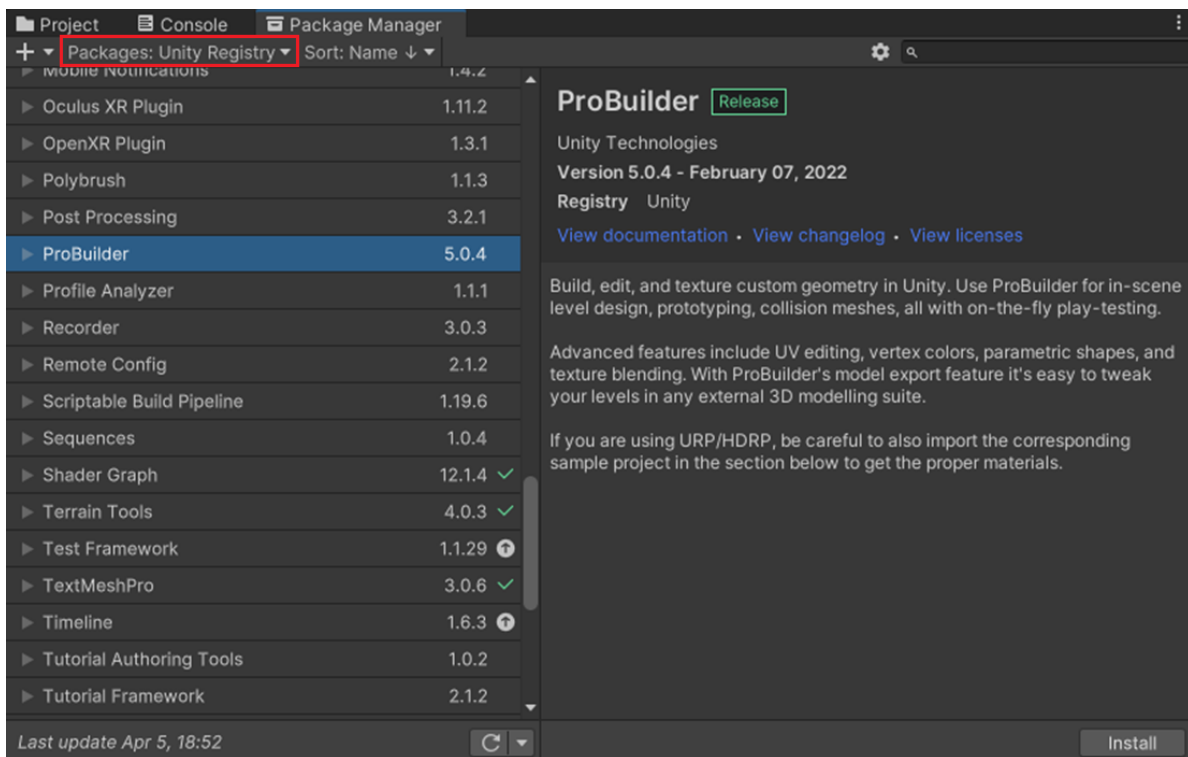 Project Console Package Manager
Packages: Unity Registry Sort: Name ↓
Mobile Notifications 1.4.2
Oculus XR Plugin 1.11.2
OpenXR Plugin 1.3.1
Polybrush 1.1.3
Post Processing 3.2.1
ProBuilder 5.0.4
Profile Analyzer 1.1.1
Recorder 3.0.3
Remote Config 2.1.2
Scriptable Build Pipeline 1.19.6
Sequences 1.0.4
Shader Graph 12.1.4
Terrain Tools 4.0.3
Test Framework 1.1.29
TextMeshPro 3.0.6
Timeline 1.6.3
Tutorial Authoring Tools 1.0.2
Tutorial Framework 2.1.2
Last update Apr 5, 18:52
ProBuilder Release
Unity Technologies
Version 5.0.4 - February 07, 2022
Registry Unity
View documentation • View changelog • View licenses
Build, edit, and texture custom geometry in Unity. Use ProBuilder for in-scene
level design, prototyping, collision meshes, all with on-the-fly play-testing.
Advanced features include UV editing, vertex colors, parametric shapes, and
texture blending. With ProBuilder's model export feature it's easy to tweak
your levels in any external 3D modelling suite.
If you are using URP/HDRP, be careful to also import the corresponding
sample project in the section below to get the proper materials.
Install